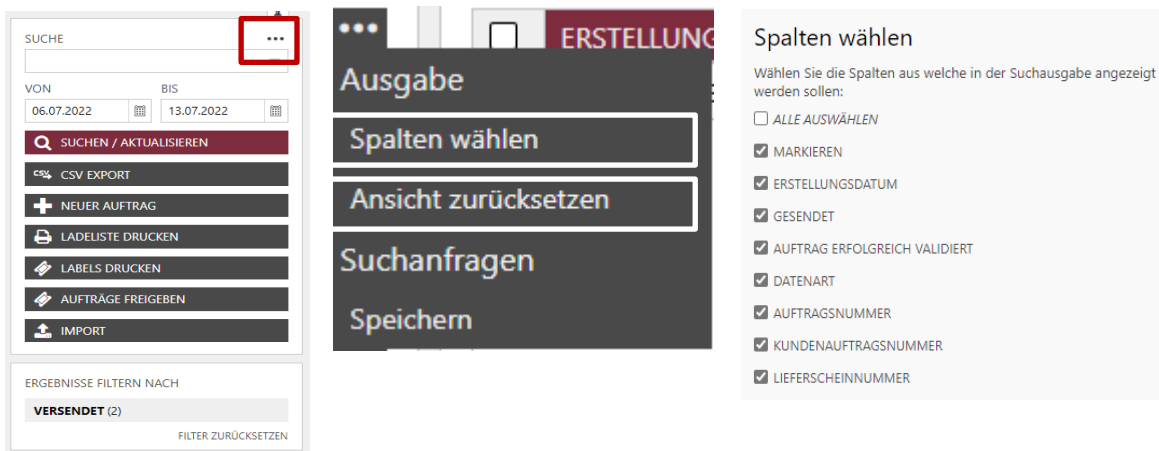 SUCHE
•••
VON
BIS
06.07.2022
13.07.2022
SUCHEN / AKTUALISIEREN
CSV CSV EXPORT
NEUER AUFTRAG
LADELISTE DRUCKEN
LABELS DRUCKEN
AUFTRÄGE FREIGEBEN
IMPORT
ERGEBNISSE FILTERN NACH
VERSENDET (2)
FILTER ZURÜCKSETZEN
•••
ERSTELLUNG
Ausgabe
Spalten wählen
Ansicht zurücksetzen
Suchanfragen
Speichern
Spalten wählen
Wählen Sie die Spalten aus welche in der Suchausgabe angezeigt
werden sollen:
ALLE AUSWÄHLEN
MARKIEREN
ERSTELLUNGSDATUM
GESENDET
AUFTRAG ERFOLGREICH VALIDIERT
DATENART
AUFTRAGSNUMMER
KUNDENAUFTRAGSNUMMER
LIEFERSCHEINNUMMER